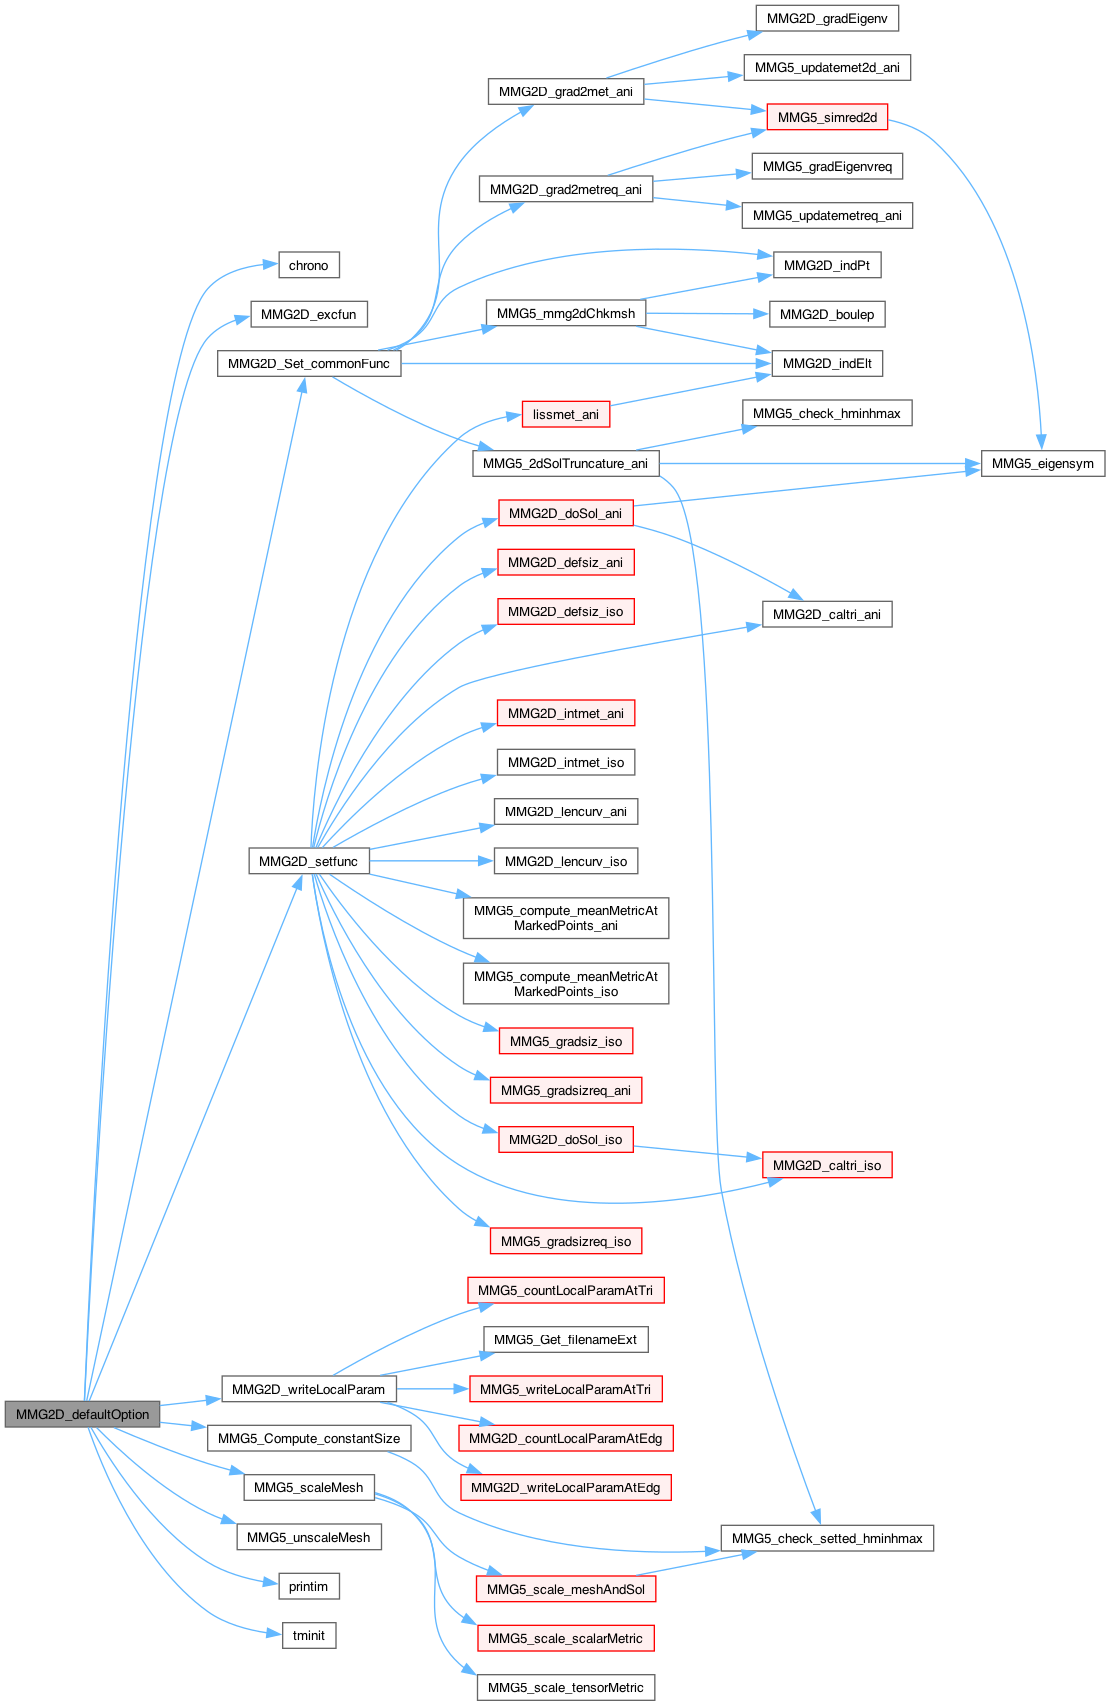 MMG2D_gradEigenv
MMG5_updatemet2d_ani
MMG2D_grad2met_ani
MMG5_simred2d
MMG5_gradEigenvreq
MMG2D_grad2metreq_ani
MMG5_updatemetreq_ani
chrono
MMG2D_indPt
MMG2D_excfun
MMG5_mmg2dChkmsh
MMG2D_boulep
MMG2D_Set_commonFunc
MMG2D_indElt
lissmet_ani
MMG5_check_hminhmax
MMG5_2dSolTruncature_ani
MMG5_eigensym
MMG2D_doSol_ani
MMG2D_defsiz_ani
MMG2D_defsiz_iso
MMG2D_caltri_ani
MMG2D_intmet_ani
MMG2D_intmet_iso
MMG2D_lencurv_ani
MMG2D_setfunc
MMG2D_lencurv_iso
MMG5_compute_meanMetricAt
MarkedPoints_ani
MMG5_compute_meanMetricAt
MarkedPoints_iso
MMG5_gradsiz_iso
MMG5_gradsizreq_ani
MMG2D_doSol_iso
MMG2D_caltri_iso
MMG5_gradsizreq_iso
MMG5_countLocalParamAtTri
MMG5_Get_filenameExt
MMG2D_writeLocalParam
MMG5_writeLocalParamAtTri
MMG2D_defaultOption
MMG5_Compute_constantSize
MMG2D_countLocalParamAtEdg
MMG5_scaleMesh
MMG2D_writeLocalParamAtEdg
MMG5_unscaleMesh
MMG5_check_setted_hminhmax
printim
MMG5_scale_meshAndSol
tminit
MMG5_scale_scalarMetric
MMG5_scale_tensorMetric